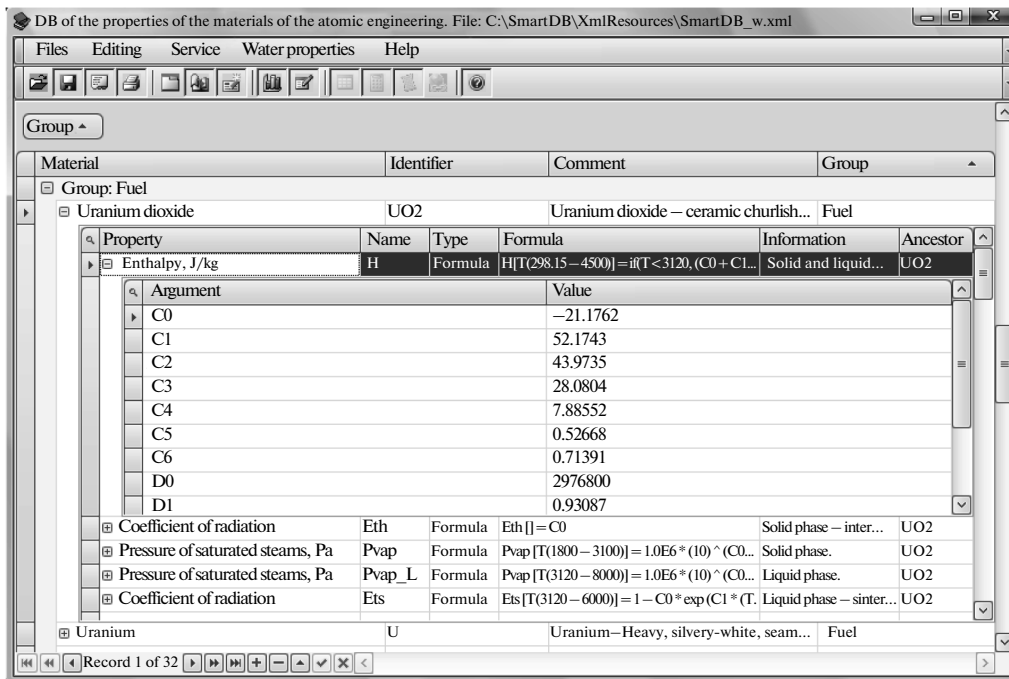 DB of the properties of the materials of the atomic engineering. File: C:\SmartDB\XmlResources\SmartDB_w.xml
Files Editing Service Water properties Help
Group
Material Identifier Comment Group
Group: Fuel
Uranium dioxide UO2 Uranium dioxide – ceramic churlish... Fuel
Property Name Type Formula Information Ancestor
Enthalpy, J/kg H Formula H[T(298.15–4500)]=if(T<3120, (C0+C1... Solid and liquid... UO2
Argument Value
C0 −21.1762
C1 52.1743
C2 43.9735
C3 28.0804
C4 7.88552
C5 0.52668
C6 0.71391
D0 2976800
D1 0.93087
Coefficient of radiation Eth Formula Eth []=C0 Solid phase – inter... UO2
Pressure of saturated steams, Pa Pvap Formula Pvap [T(1800–3100)]=1.0E6*(10)^(C0... Solid phase. UO2
Pressure of saturated steams, Pa Pvap_L Formula Pvap [T(3120–8000)]=1.0E6*(10)^(C0... Liquid phase. UO2
Coefficient of radiation Ets Formula Ets [T(3120–6000)]=1–C0*exp (C1*(T. Liquid phase – sinter... UO2
Uranium U Uranium–Heavy, silvery-white, seam... Fuel
Record 1 of 32